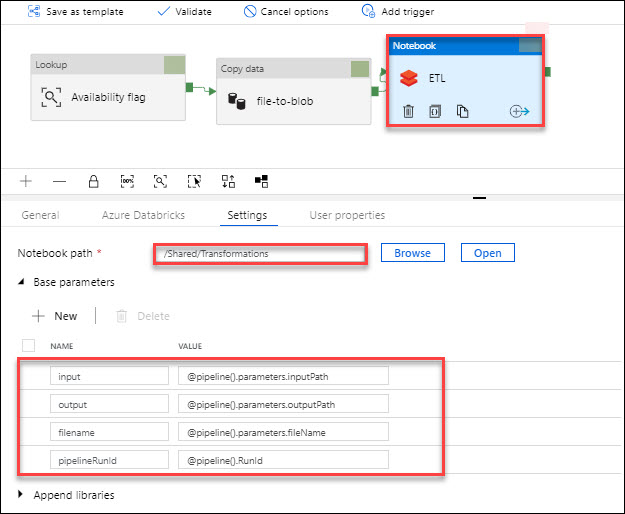 Save as template Validate Cancel options Add trigger
Lookup
Availability flag
Copy data
file-to-blob
Notebook
ETL
100%
General Azure Databricks Settings User properties
Notebook path * /Shared/Transformations Browse Open
Base parameters
New Delete
NAME VALUE
input @pipeline().parameters.inputPath
output @pipeline().parameters.outputPath
filename @pipeline().parameters.fileName
pipelineRunId @pipeline().RunId
Append libraries